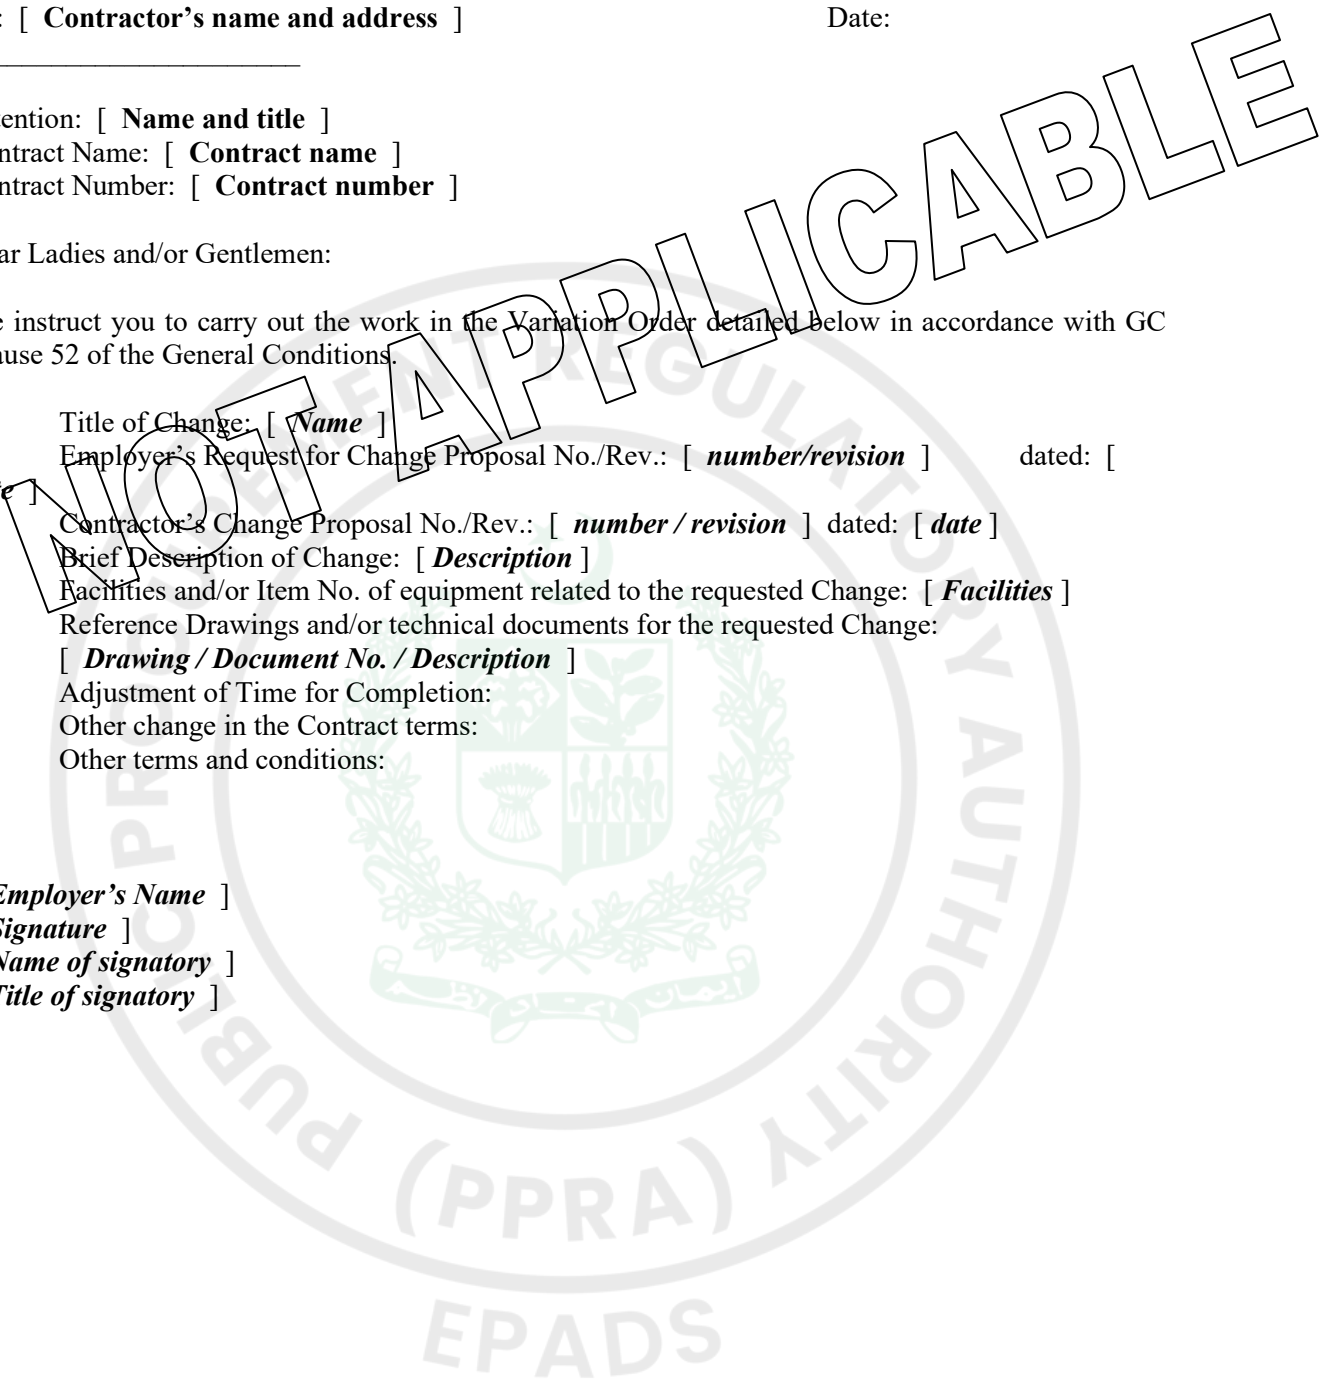 : [ Contractor’s name and address ] Date:
____________________
ention: [ Name and title ]
ntract Name: [ Contract name ]
ntract Number: [ Contract number ]
ar Ladies and/or Gentlemen:
e instruct you to carry out the work in the Variation Order detailed below in accordance with GC
ause 52 of the General Conditions.
Title of Change: [ Name ]
Employer’s Request for Change Proposal No./Rev.: [ number/revision ] dated: [
e ]
Contractor’s Change Proposal No./Rev.: [ number / revision ] dated: [ date ]
Brief Description of Change: [ Description ]
Facilities and/or Item No. of equipment related to the requested Change: [ Facilities ]
Reference Drawings and/or technical documents for the requested Change:
[ Drawing / Document No. / Description ]
Adjustment of Time for Completion:
Other change in the Contract terms:
Other terms and conditions:
Employer’s Name ]
Signature ]
Name of signatory ]
Title of signatory ]
NOT APPLICABLE
PUBLIC PROCUREMENT REGULATORY AUTHORITY
(PPRA)
EPADS